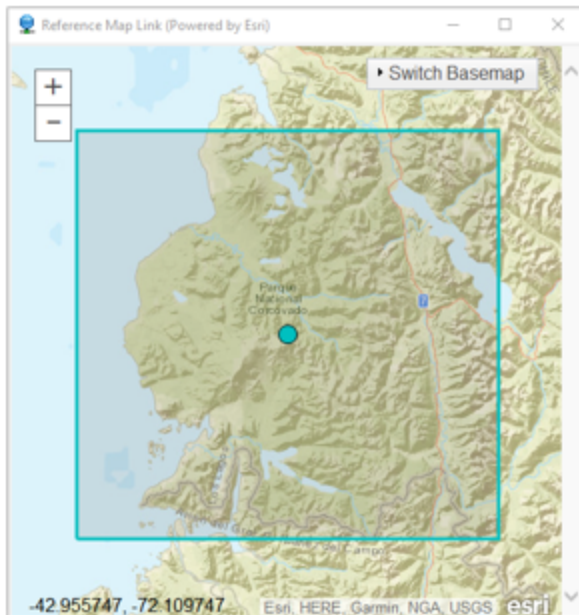 Reference Map Link (Powered by Esri)
+
Switch Basemap
−
Parque
Nacional
Corcovado
7
-42.955747, -72.109747
Esri, HERE, Garmin, NGA, USGS
esri